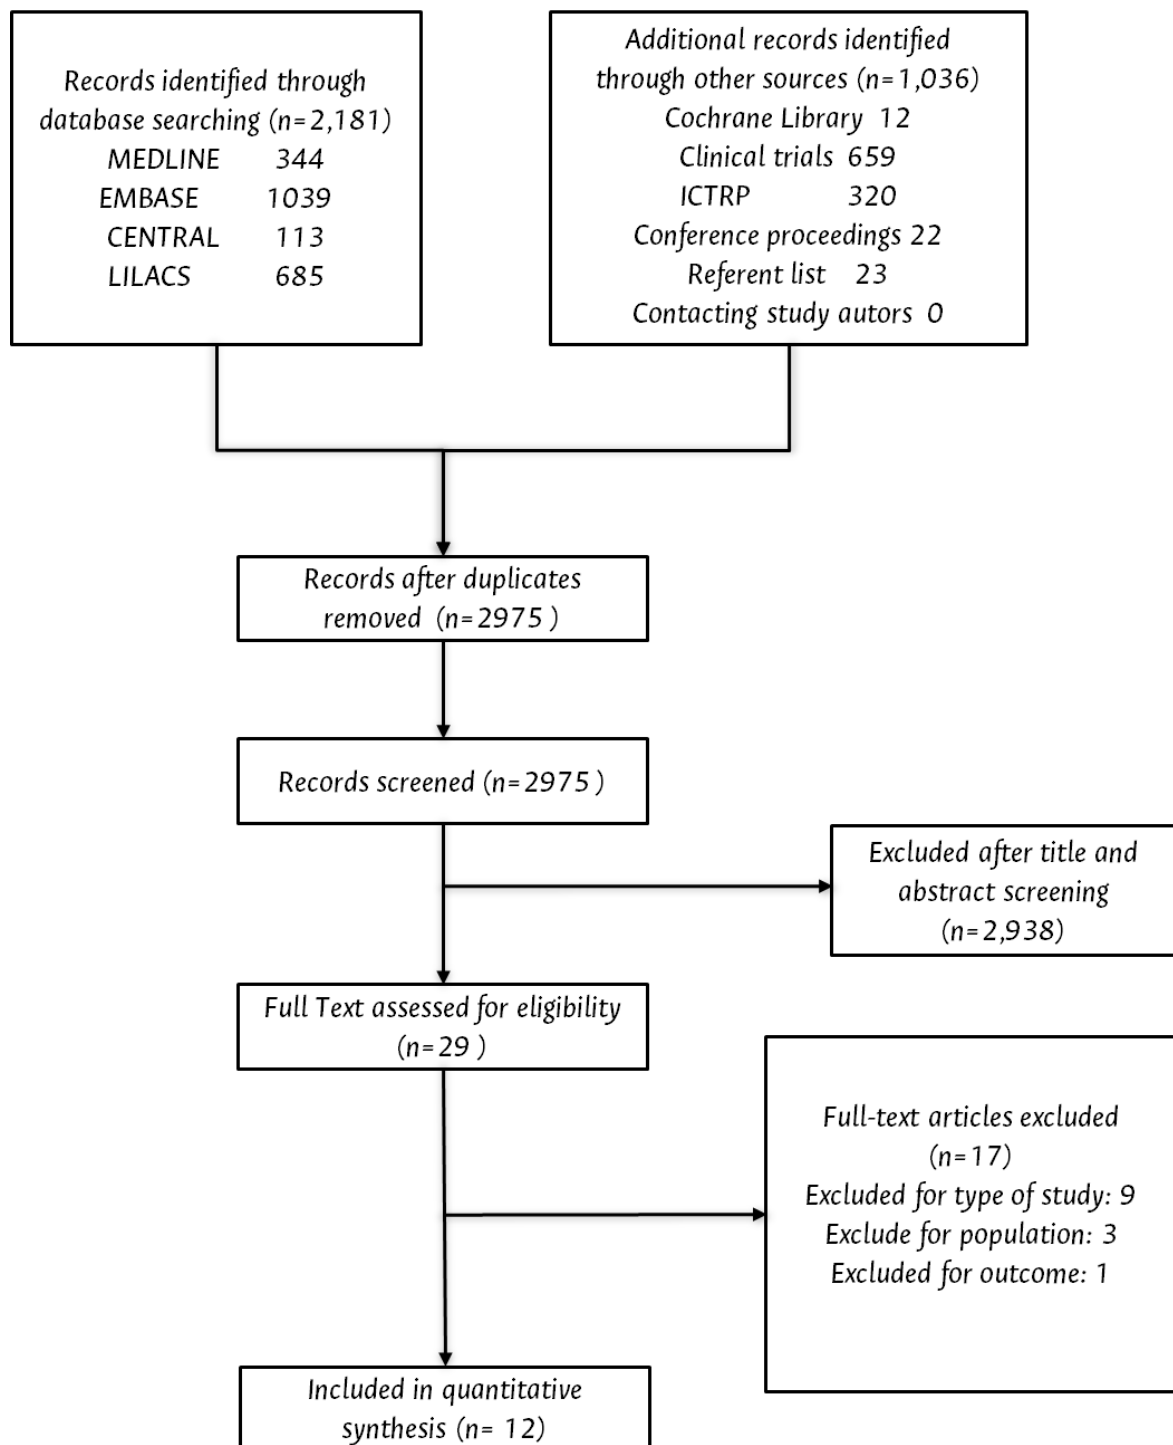 Records identified through
database searching (n=2,181)
MEDLINE 344
EMBASE 1039
CENTRAL 113
LILACS 685
Additional records identified
through other sources (n=1,036)
Cochrane Library 12
Clinical trials 659
ICTRP 320
Conference proceedings 22
Referent list 23
Contacting study autors 0
Records after duplicates
removed (n=2975 )
Records screened (n=2975 )
Excluded after title and
abstract screening
(n=2,938)
Full Text assessed for eligibility
(n=29 )
Full-text articles excluded
(n=17)
Excluded for type of study: 9
Exclude for population: 3
Excluded for outcome: 1
Included in quantitative
synthesis (n= 12)